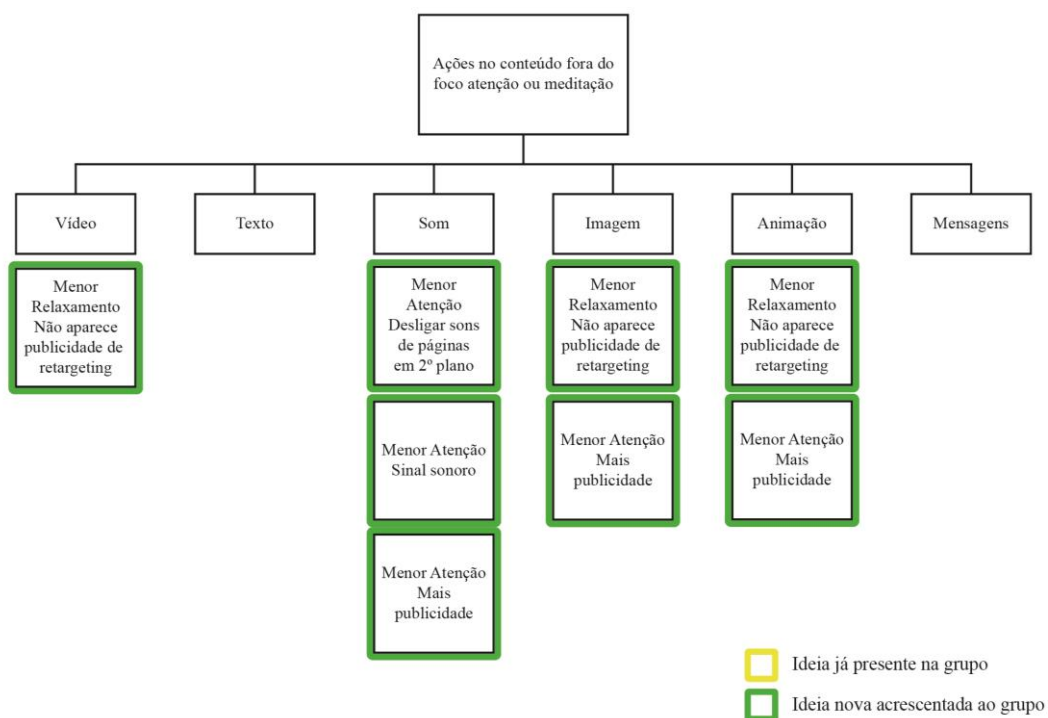 Ações no conteúdo fora do
foco atenção ou meditação
Vídeo
Texto
Som
Imagem
Animação
Mensagens
Menor
Relaxamento
Não aparece
publicidade de
retargeting
Menor
Atenção
Desligar sons
de páginas
em 2º plano
Menor
Relaxamento
Não aparece
publicidade de
retargeting
Menor
Relaxamento
Não aparece
publicidade de
retargeting
Menor Atenção
Sinal sonoro
Menor Atenção
Mais
publicidade
Menor Atenção
Mais
publicidade
Menor Atenção
Mais
publicidade
Ideia já presente na grupo
Ideia nova acrescentada ao grupo